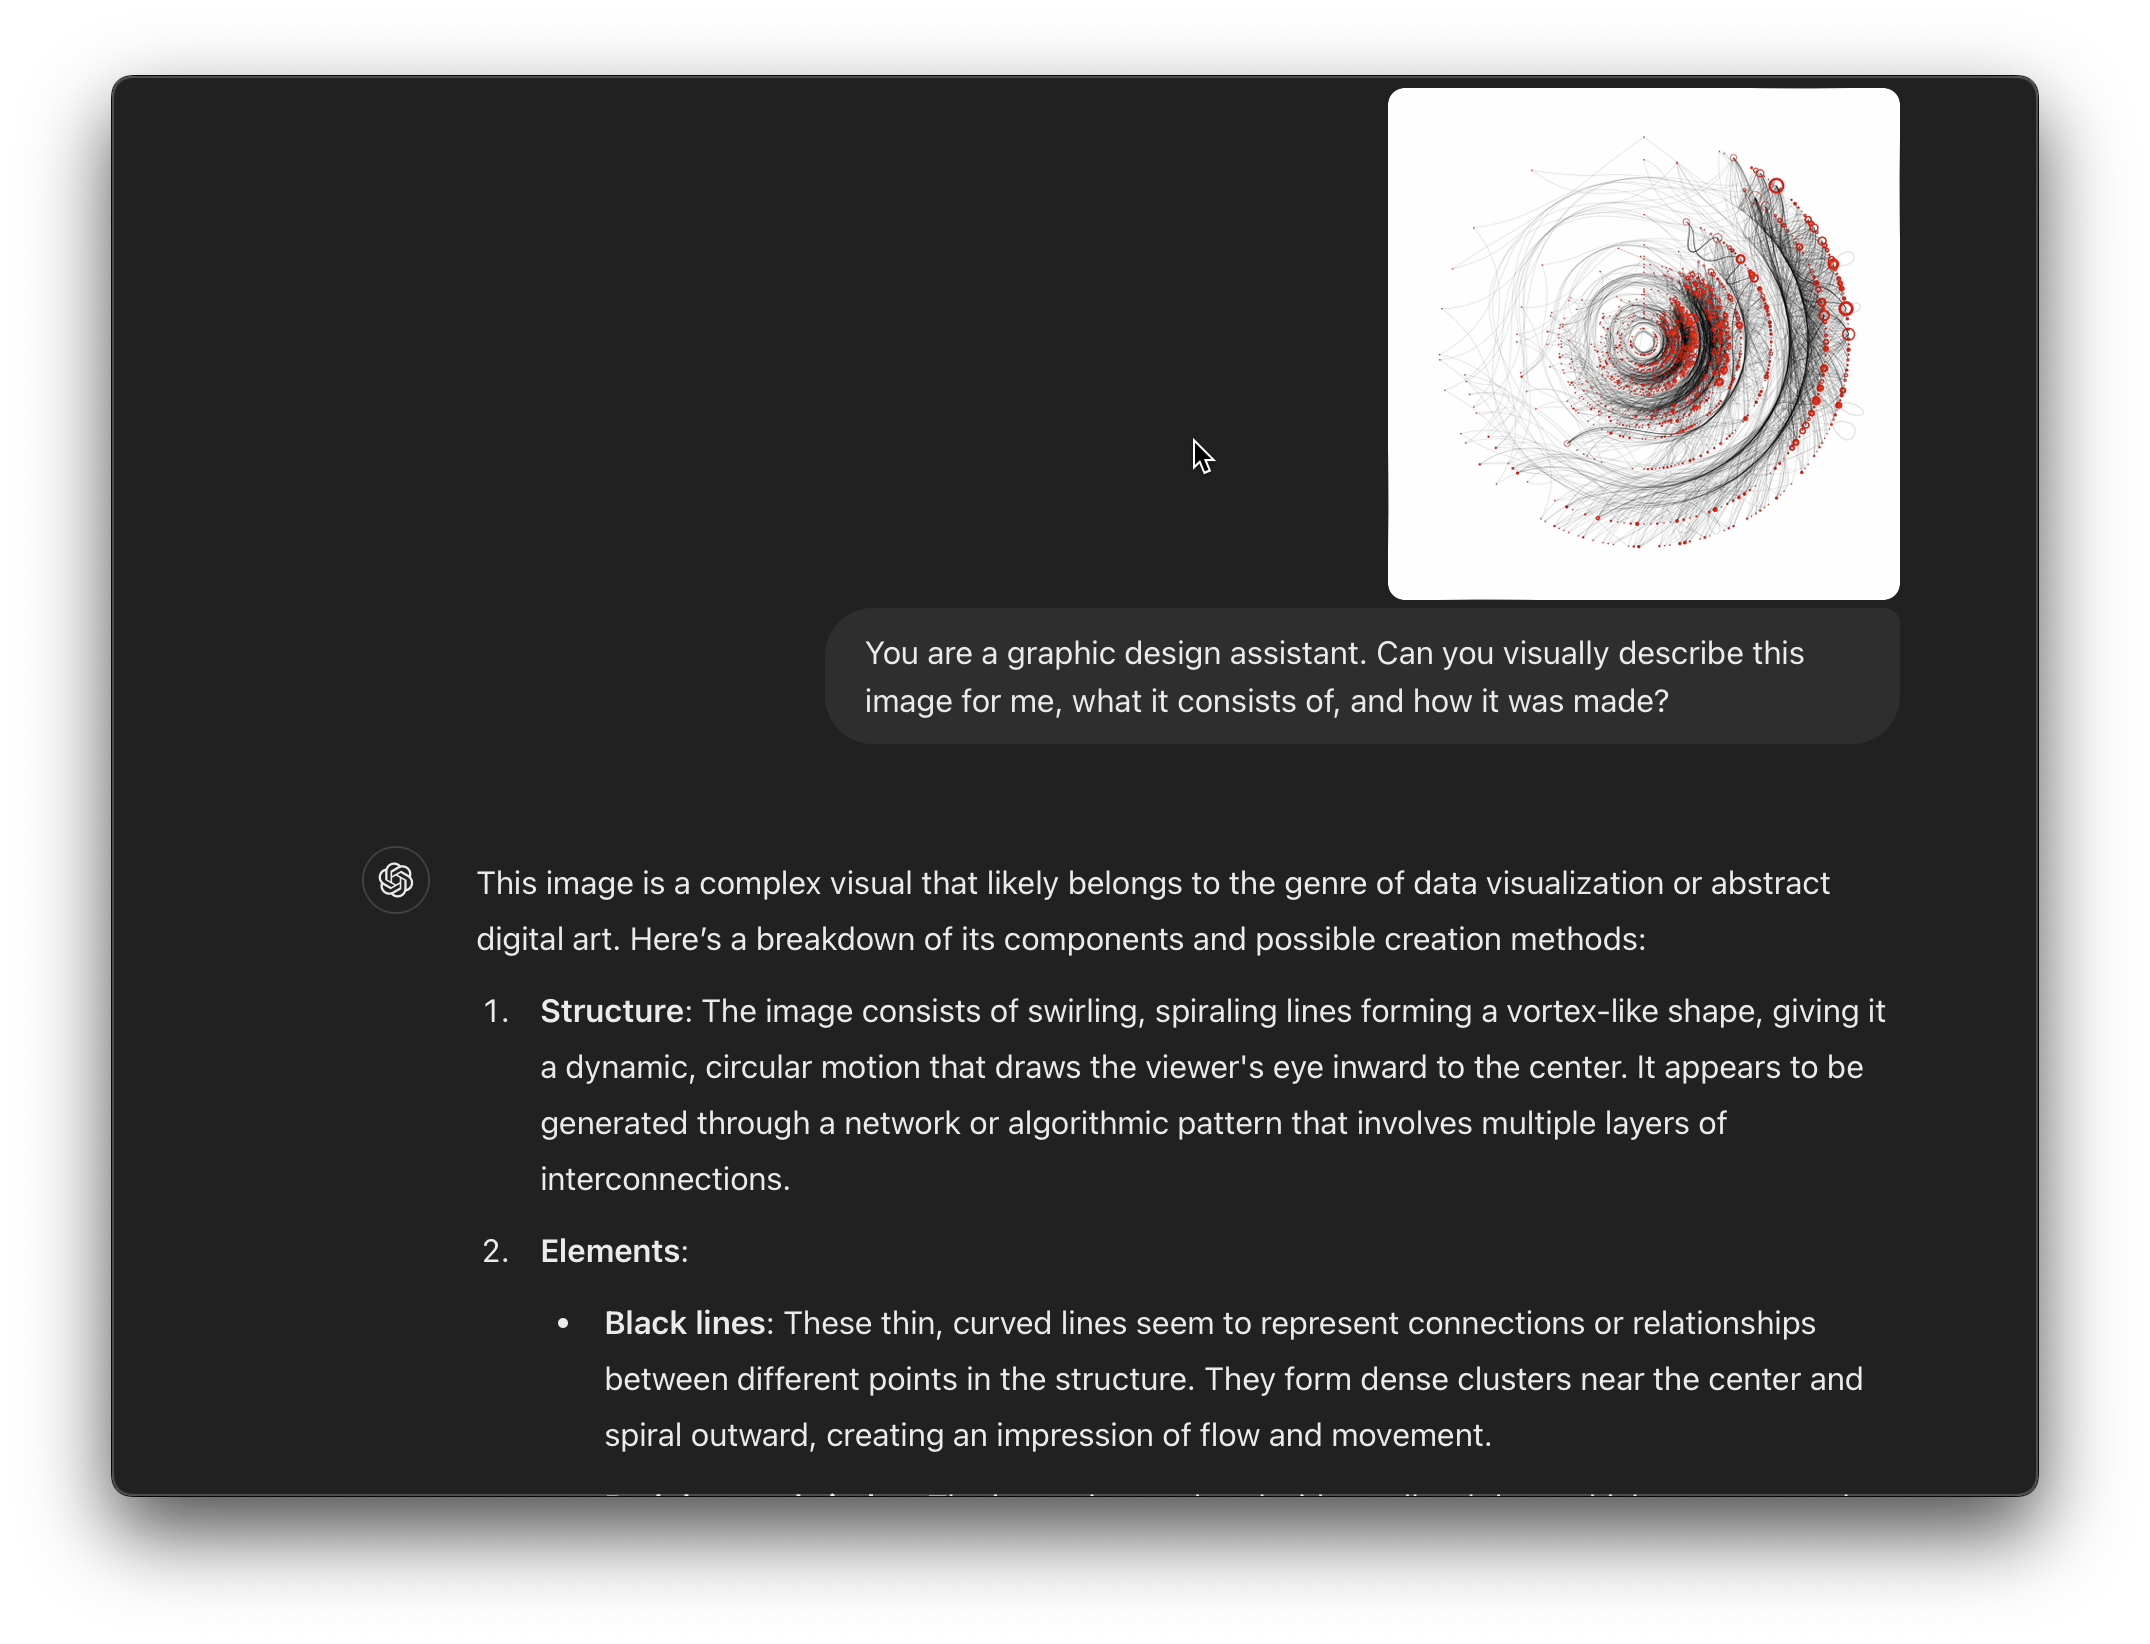 You are a graphic design assistant. Can you visually describe this
image for me, what it consists of, and how it was made?
This image is a complex visual that likely belongs to the genre of data visualization or abstract
digital art. Here’s a breakdown of its components and possible creation methods:
1. Structure: The image consists of swirling, spiraling lines forming a vortex-like shape, giving it
a dynamic, circular motion that draws the viewer's eye inward to the center. It appears to be
generated through a network or algorithmic pattern that involves multiple layers of
interconnections.
2. Elements:
• Black lines: These thin, curved lines seem to represent connections or relationships
between different points in the structure. They form dense clusters near the center and
spiral outward, creating an impression of flow and movement.